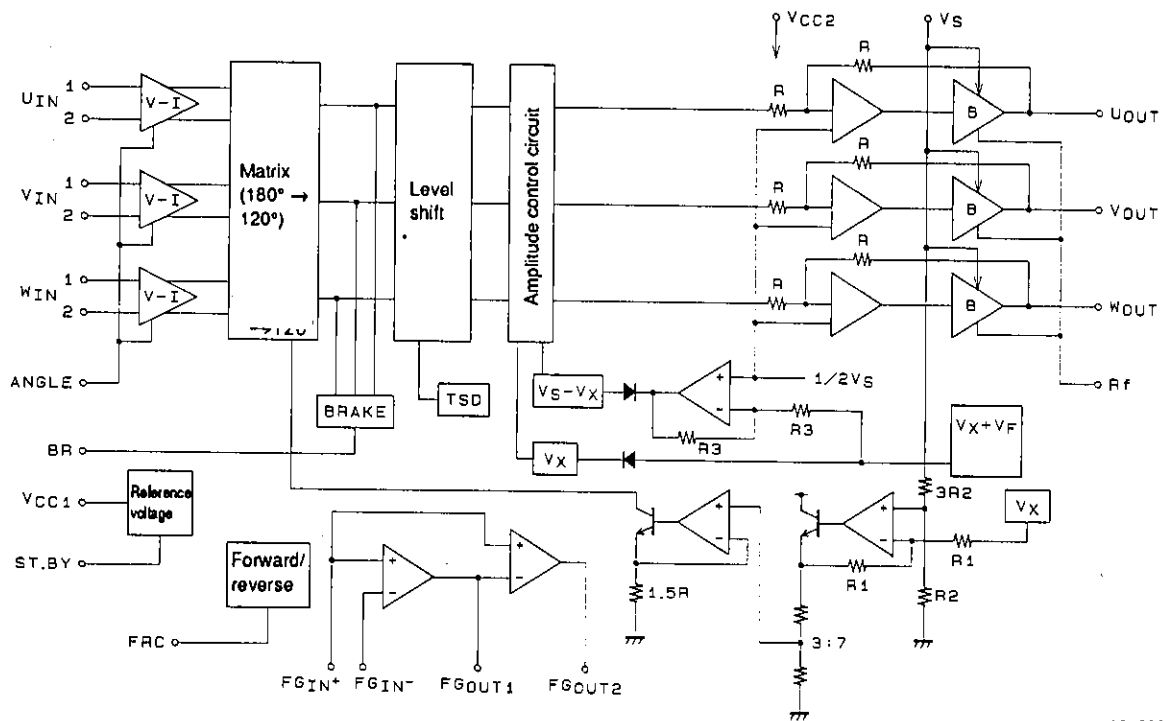 VCC2
VS
R
R
UIN 1
2
V-I
Matrix
(180° →
120°)
→120°
Level
shift
Amplitude control circuit
B
UOUT
R
R
VIN 1
2
V-I
B
VOUT
R
R
WIN 1
2
V-I
B
WOUT
ANGLE
BRAKE
TSD
VS-VX
+
-
1/2VS
Rf
R3
R3
VX+VF
BR
VX
VCC1
Reference
voltage
3R2
VX
ST.BY
Forward/
reverse
+
-
+
-
+
-
1.5R
+
-
R1
R1
R2
FRC
3:7
FGIN+
FGIN-
FGOUT1
FGOUT2